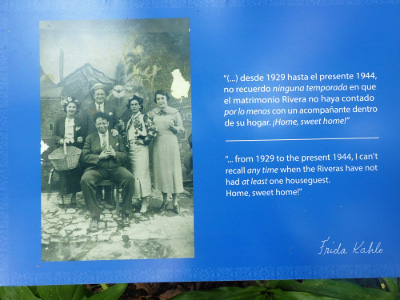 "(...) desde 1929 hasta el presente 1944,
no recuerdo ninguna temporada en que
el matrimonio Rivera no haya contado
por lo menos con un acompañante dentro
de su hogar. ¡Home, sweet home!"
"... from 1929 to the present 1944, I can't
recall any time when the Riveras have not
had at least one houseguest.
Home, sweet home!"
Frida Kahlo